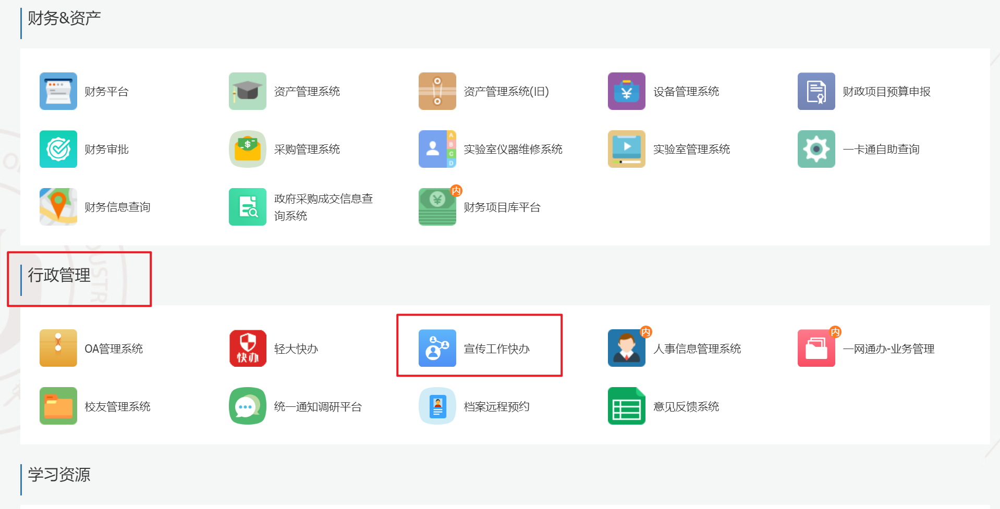 财务&资产
财务平台
资产管理系统
资产管理系统(旧)
设备管理系统
财政项目预算申报
财务审批
采购管理系统
A
B
C
D
实验室仪器维修系统
实验室管理系统
一卡通自助查询
财务信息查询
政府采购成交信息查
询系统
内
财务项目库平台
行政管理
USTR
OA管理系统
快办
轻大快办
宣传工作快办
内
人事信息管理系统
内
一网通办-业务管理
校友管理系统
统一通知调研平台
档案远程预约
意见反馈系统
学习资源